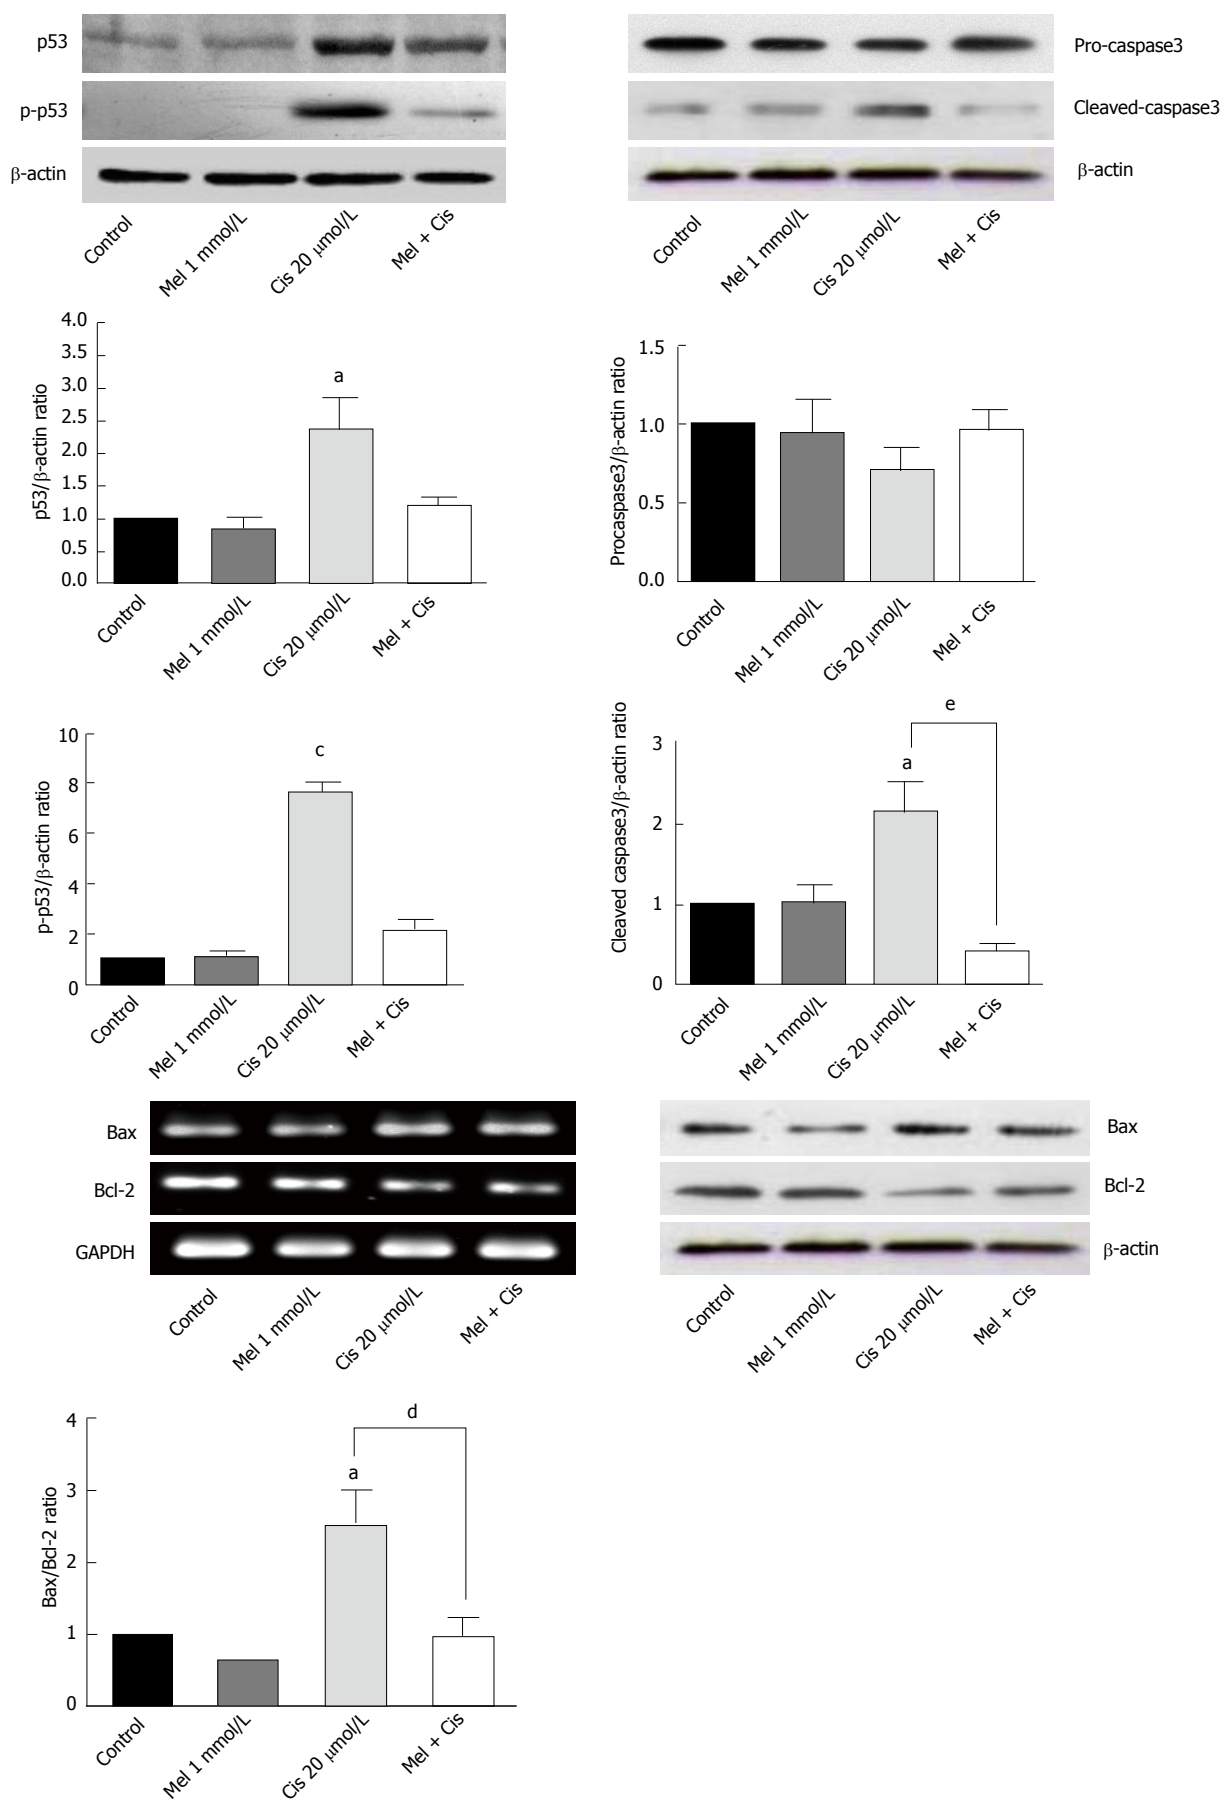 p53
p-p53
β-actin
Control
Mel 1 mmol/L
Cis 20 μmol/L
Mel + Cis
Pro-caspase3
Cleaved-caspase3
β-actin
Control
Mel 1 mmol/L
Cis 20 μmol/L
Mel + Cis
p53/β-actin ratio
4.0
3.5
3.0
2.5
2.0
1.5
1.0
0.5
0.0
a
Control
Mel 1 mmol/L
Cis 20 μmol/L
Mel + Cis
Procaspase3/β-actin ratio
1.5
1.0
0.5
0.0
Control
Mel 1 mmol/L
Cis 20 μmol/L
Mel + Cis
p-p53/β-actin ratio
10
8
6
4
2
0
c
Control
Mel 1 mmol/L
Cis 20 μmol/L
Mel + Cis
Cleaved caspase3/β-actin ratio
3
2
1
0
e
a
Control
Mel 1 mmol/L
Cis 20 μmol/L
Mel + Cis
Bax
Bcl-2
GAPDH
Control
Mel 1 mmol/L
Cis 20 μmol/L
Mel + Cis
Bax
Bcl-2
β-actin
Control
Mel 1 mmol/L
Cis 20 μmol/L
Mel + Cis
Bax/Bcl-2 ratio
4
3
2
1
0
d
a
Control
Mel 1 mmol/L
Cis 20 μmol/L
Mel + Cis